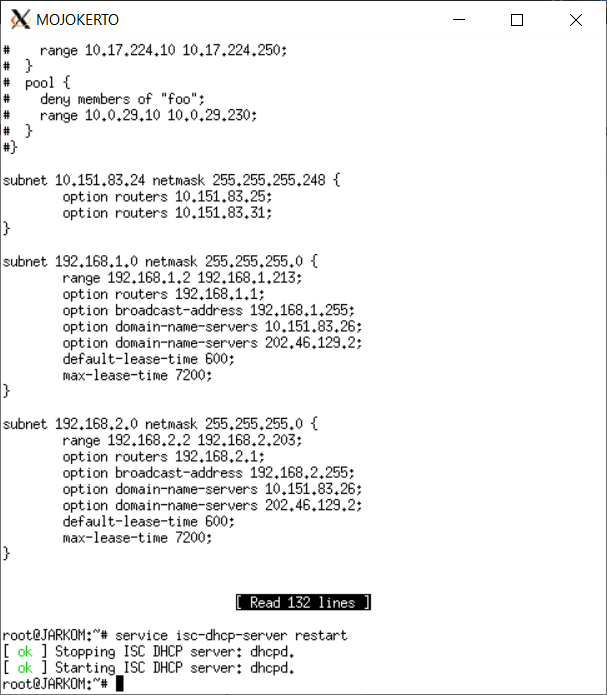 MOJOKERTO
#    range 10.17.224.10 10.17.224.250;
#  }
#  pool {
#    deny members of "foo";
#    range 10.0.29.10 10.0.29.230;
#  }
#}
subnet 10.151.83.24 netmask 255.255.255.248 {
        option routers 10.151.83.25;
        option routers 10.151.83.31;
}
subnet 192.168.1.0 netmask 255.255.255.0 {
        range 192.168.1.2 192.168.1.213;
        option routers 192.168.1.1;
        option broadcast-address 192.168.1.255;
        option domain-name-servers 10.151.83.26;
        option domain-name-servers 202.46.129.2;
        default-lease-time 600;
        max-lease-time 7200;
}
subnet 192.168.2.0 netmask 255.255.255.0 {
        range 192.168.2.2 192.168.2.203;
        option routers 192.168.2.1;
        option broadcast-address 192.168.2.255;
        option domain-name-servers 10.151.83.26;
        option domain-name-servers 202.46.129.2;
        default-lease-time 600;
        max-lease-time 7200;
}
[ Read 132 lines ]
root@JARKOM:~# service isc-dhcp-server restart
[ ok ] Stopping ISC DHCP server: dhcpd.
[ ok ] Starting ISC DHCP server: dhcpd.
root@JARKOM:~#